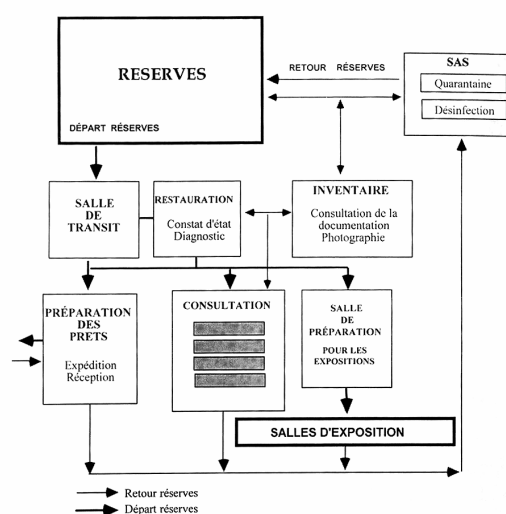 RESERVES
DÉPART RÉSERVES
RETOUR RÉSERVES
SAS
Quarantaine
Désinfection
SALLE
DE
TRANSIT
RESTAURATION
Constat d'état
Diagnostic
INVENTAIRE
Consultation de la
documentation
Photographie
PRÉPARATION
DES
PRETS
Expédition
Réception
CONSULTATION
SALLE
DE
PRÉPARATION
POUR LES
EXPOSITIONS
SALLES D'EXPOSITION
Retour réserves
Départ réserves